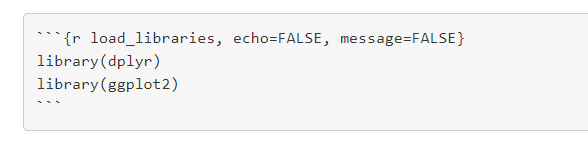 ```{r load_libraries, echo=FALSE, message=FALSE}
library(dplyr)
library(ggplot2)
```